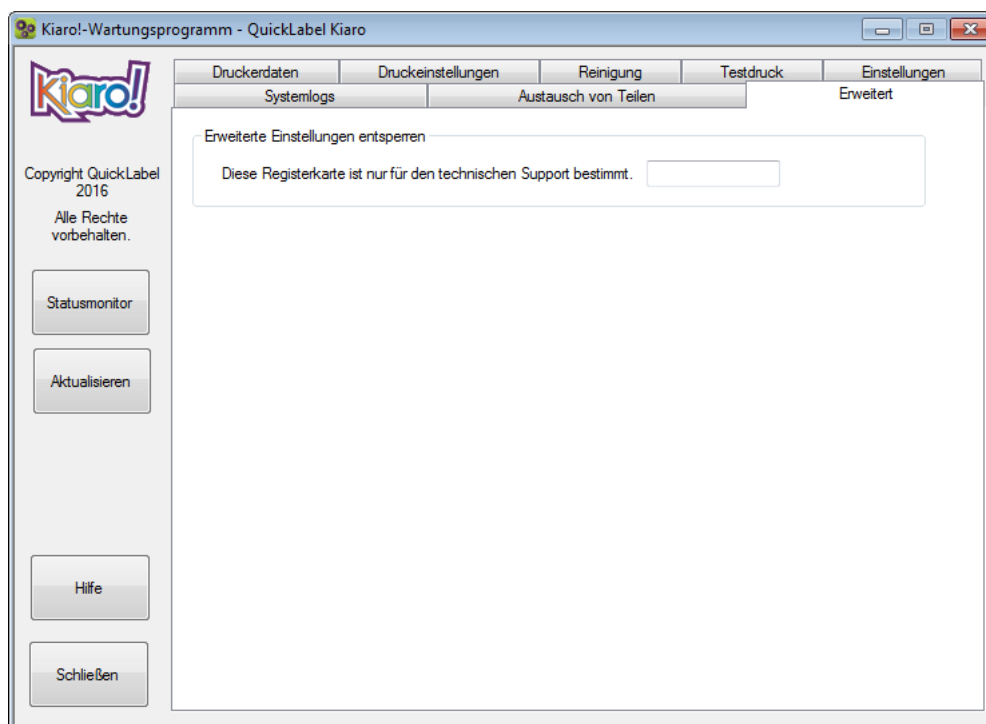 Kiaro!-Wartungsprogramm - QuickLabel Kiaro
Kiaro!
Druckerdaten
Druckeinstellungen
Reinigung
Testdruck
Einstellungen
Systemlogs
Austausch von Teilen
Erweitert
Erweiterte Einstellungen entsperren
Diese Registerkarte ist nur für den technischen Support bestimmt.
Copyright QuickLabel
2016
Alle Rechte
vorbehalten.
Statusmonitor
Aktualisieren
Hilfe
Schließen